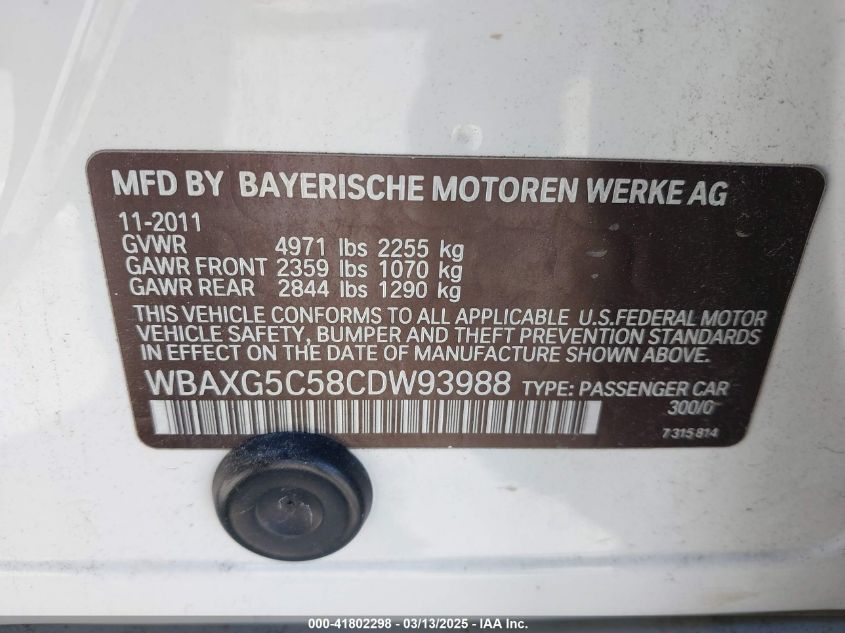 MFD BY BAYERISCHE MOTOREN WERKE AG
11-2011
GVWR 4971 lbs 2255 kg
GAWR FRONT 2359 lbs 1070 kg
GAWR REAR 2844 lbs 1290 kg
THIS VEHICLE CONFORMS TO ALL APPLICABLE U.S.FEDERAL MOTOR
VEHICLE SAFETY, BUMPER AND THEFT PREVENTION STANDARDS
IN EFFECT ON THE DATE OF MANUFACTURE SHOWN ABOVE.
WBAXG5C58CDW93988 TYPE: PASSENGER CAR
300/0
7315814
000-41802298 - 03/13/2025 - IAA Inc.